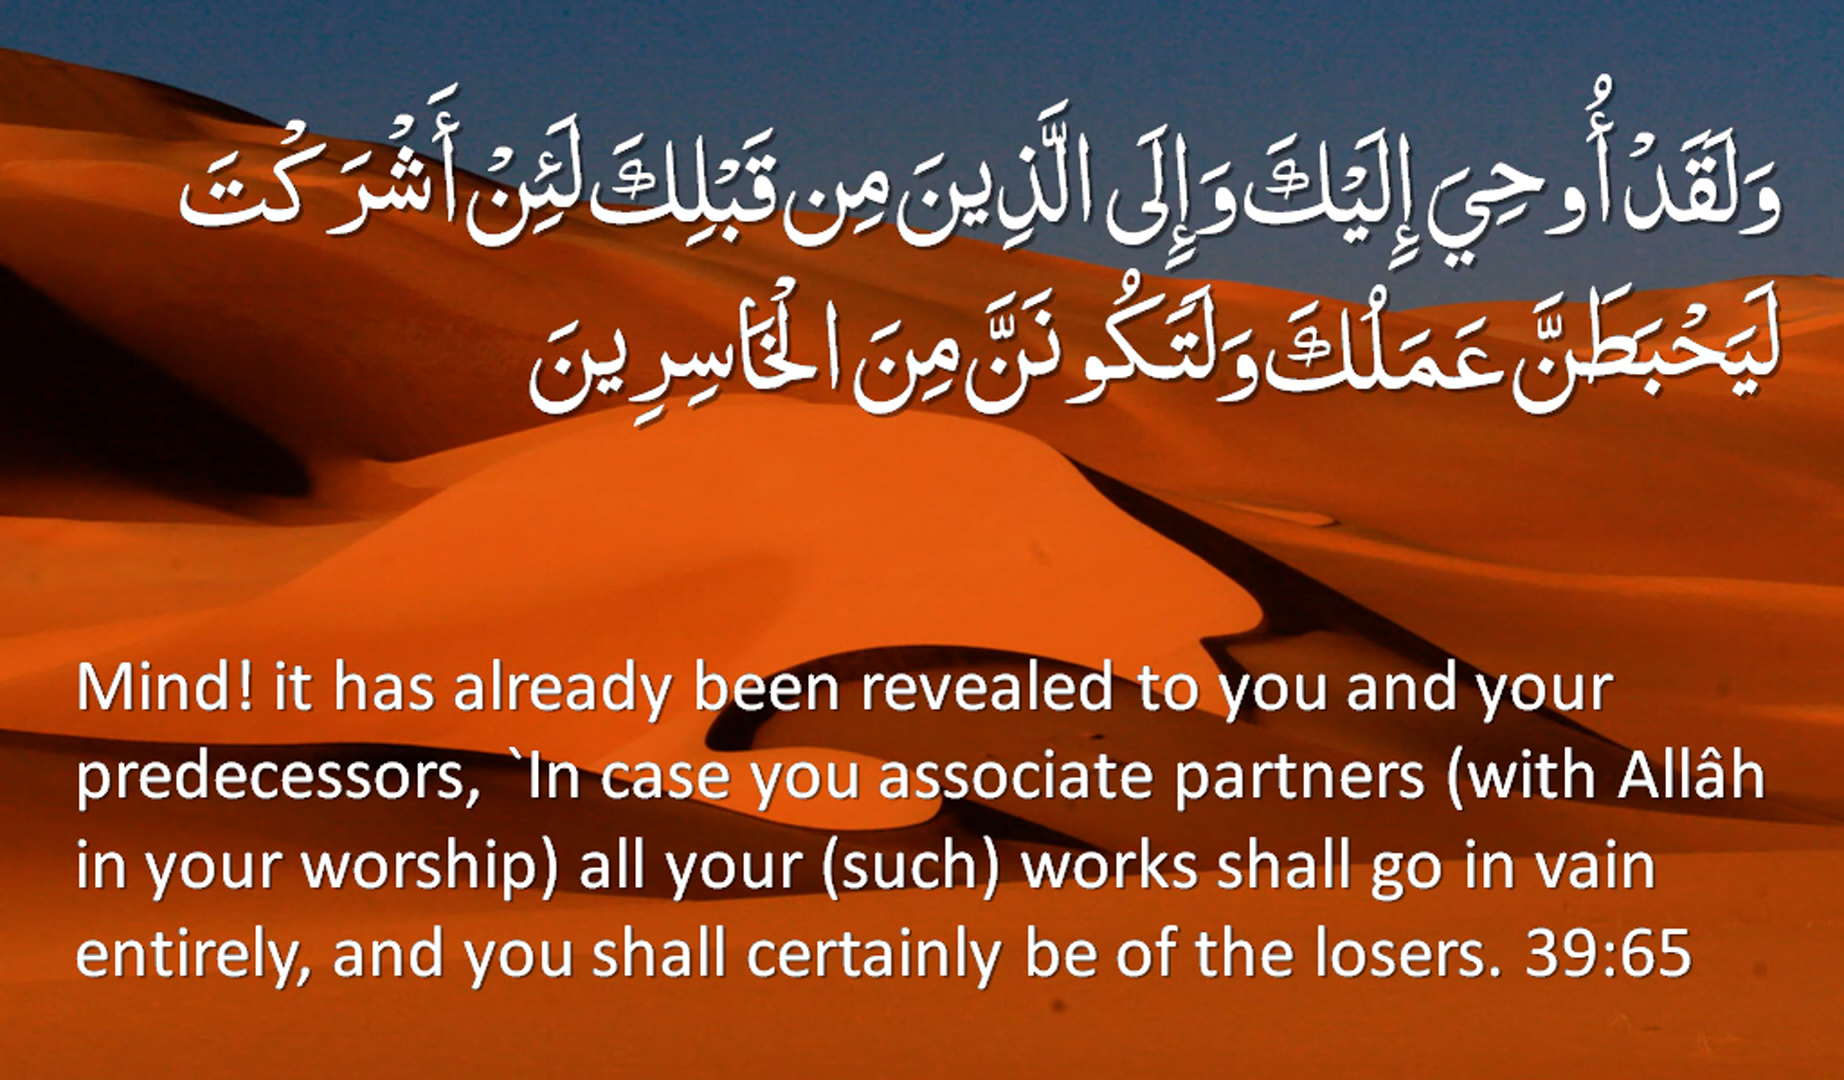 وَلَقَدْ أُوحِيَ إِلَيْكَ وَإِلَى الَّذِينَ مِن قَبْلِكَ لَئِنْ أَشْرَكْتَ
لَيَحْبَطَنَّ عَمَلُكَ وَلَتَكُونَنَّ مِنَ الْخَاسِرِينَ
Mind! it has already been revealed to you and your
predecessors, `In case you associate partners (with Allâh
in your worship) all your (such) works shall go in vain
entirely, and you shall certainly be of the losers. 39:65